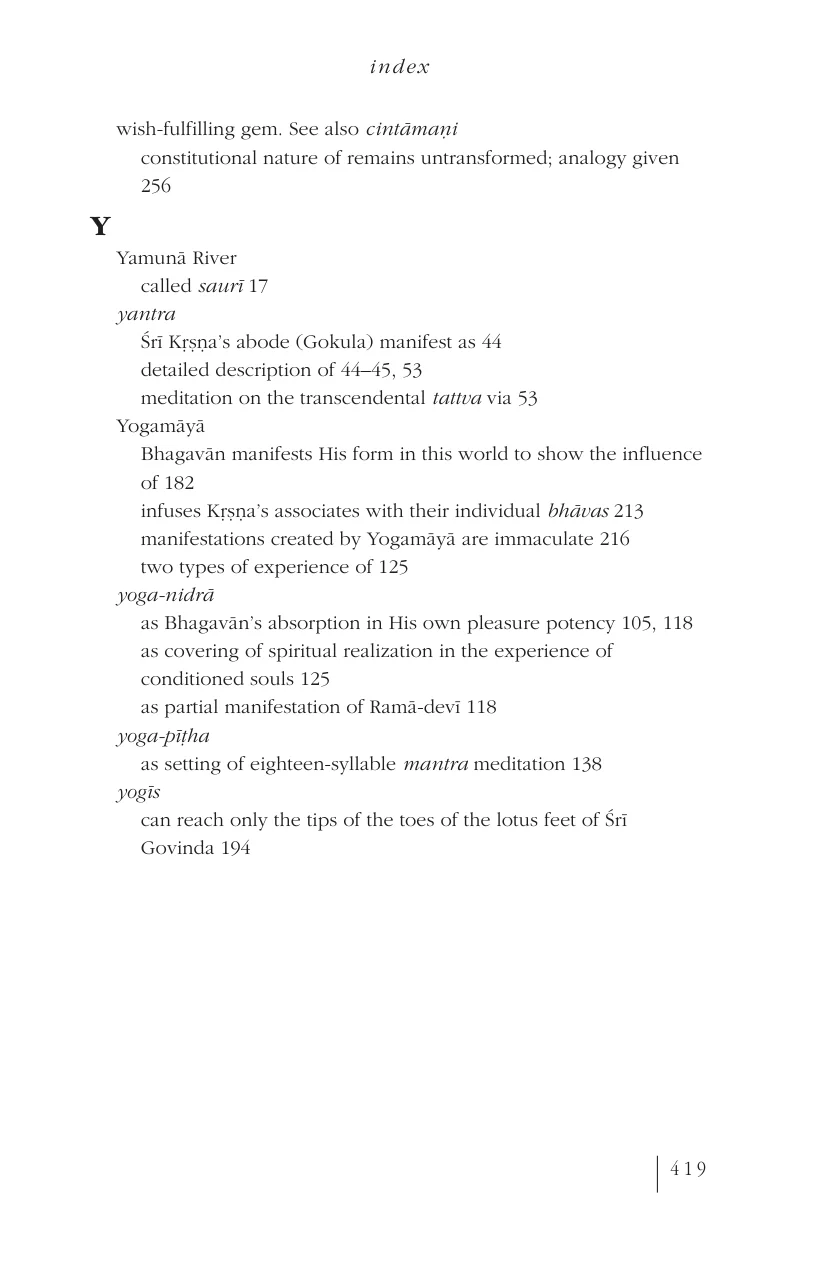 index
wish-fulfilling gem. See also cintāmaṇi
constitutional nature of remains untransformed; analogy given
256
Y
Yamunā River
called saurī 17
yantra
Śrī Kṛṣṇa’s abode (Gokula) manifest as 44
detailed description of 44–45, 53
meditation on the transcendental tattva via 53
Yogamāyā
Bhagavān manifests His form in this world to show the influence
of 182
infuses Kṛṣṇa’s associates with their individual bhāvas 213
manifestations created by Yogamāyā are immaculate 216
two types of experience of 125
yoga-nidrā
as Bhagavān’s absorption in His own pleasure potency 105, 118
as covering of spiritual realization in the experience of
conditioned souls 125
as partial manifestation of Ramā-devī 118
yoga-pīṭha
as setting of eighteen-syllable mantra meditation 138
yogīs
can reach only the tips of the toes of the lotus feet of Śrī
Govinda 194
419